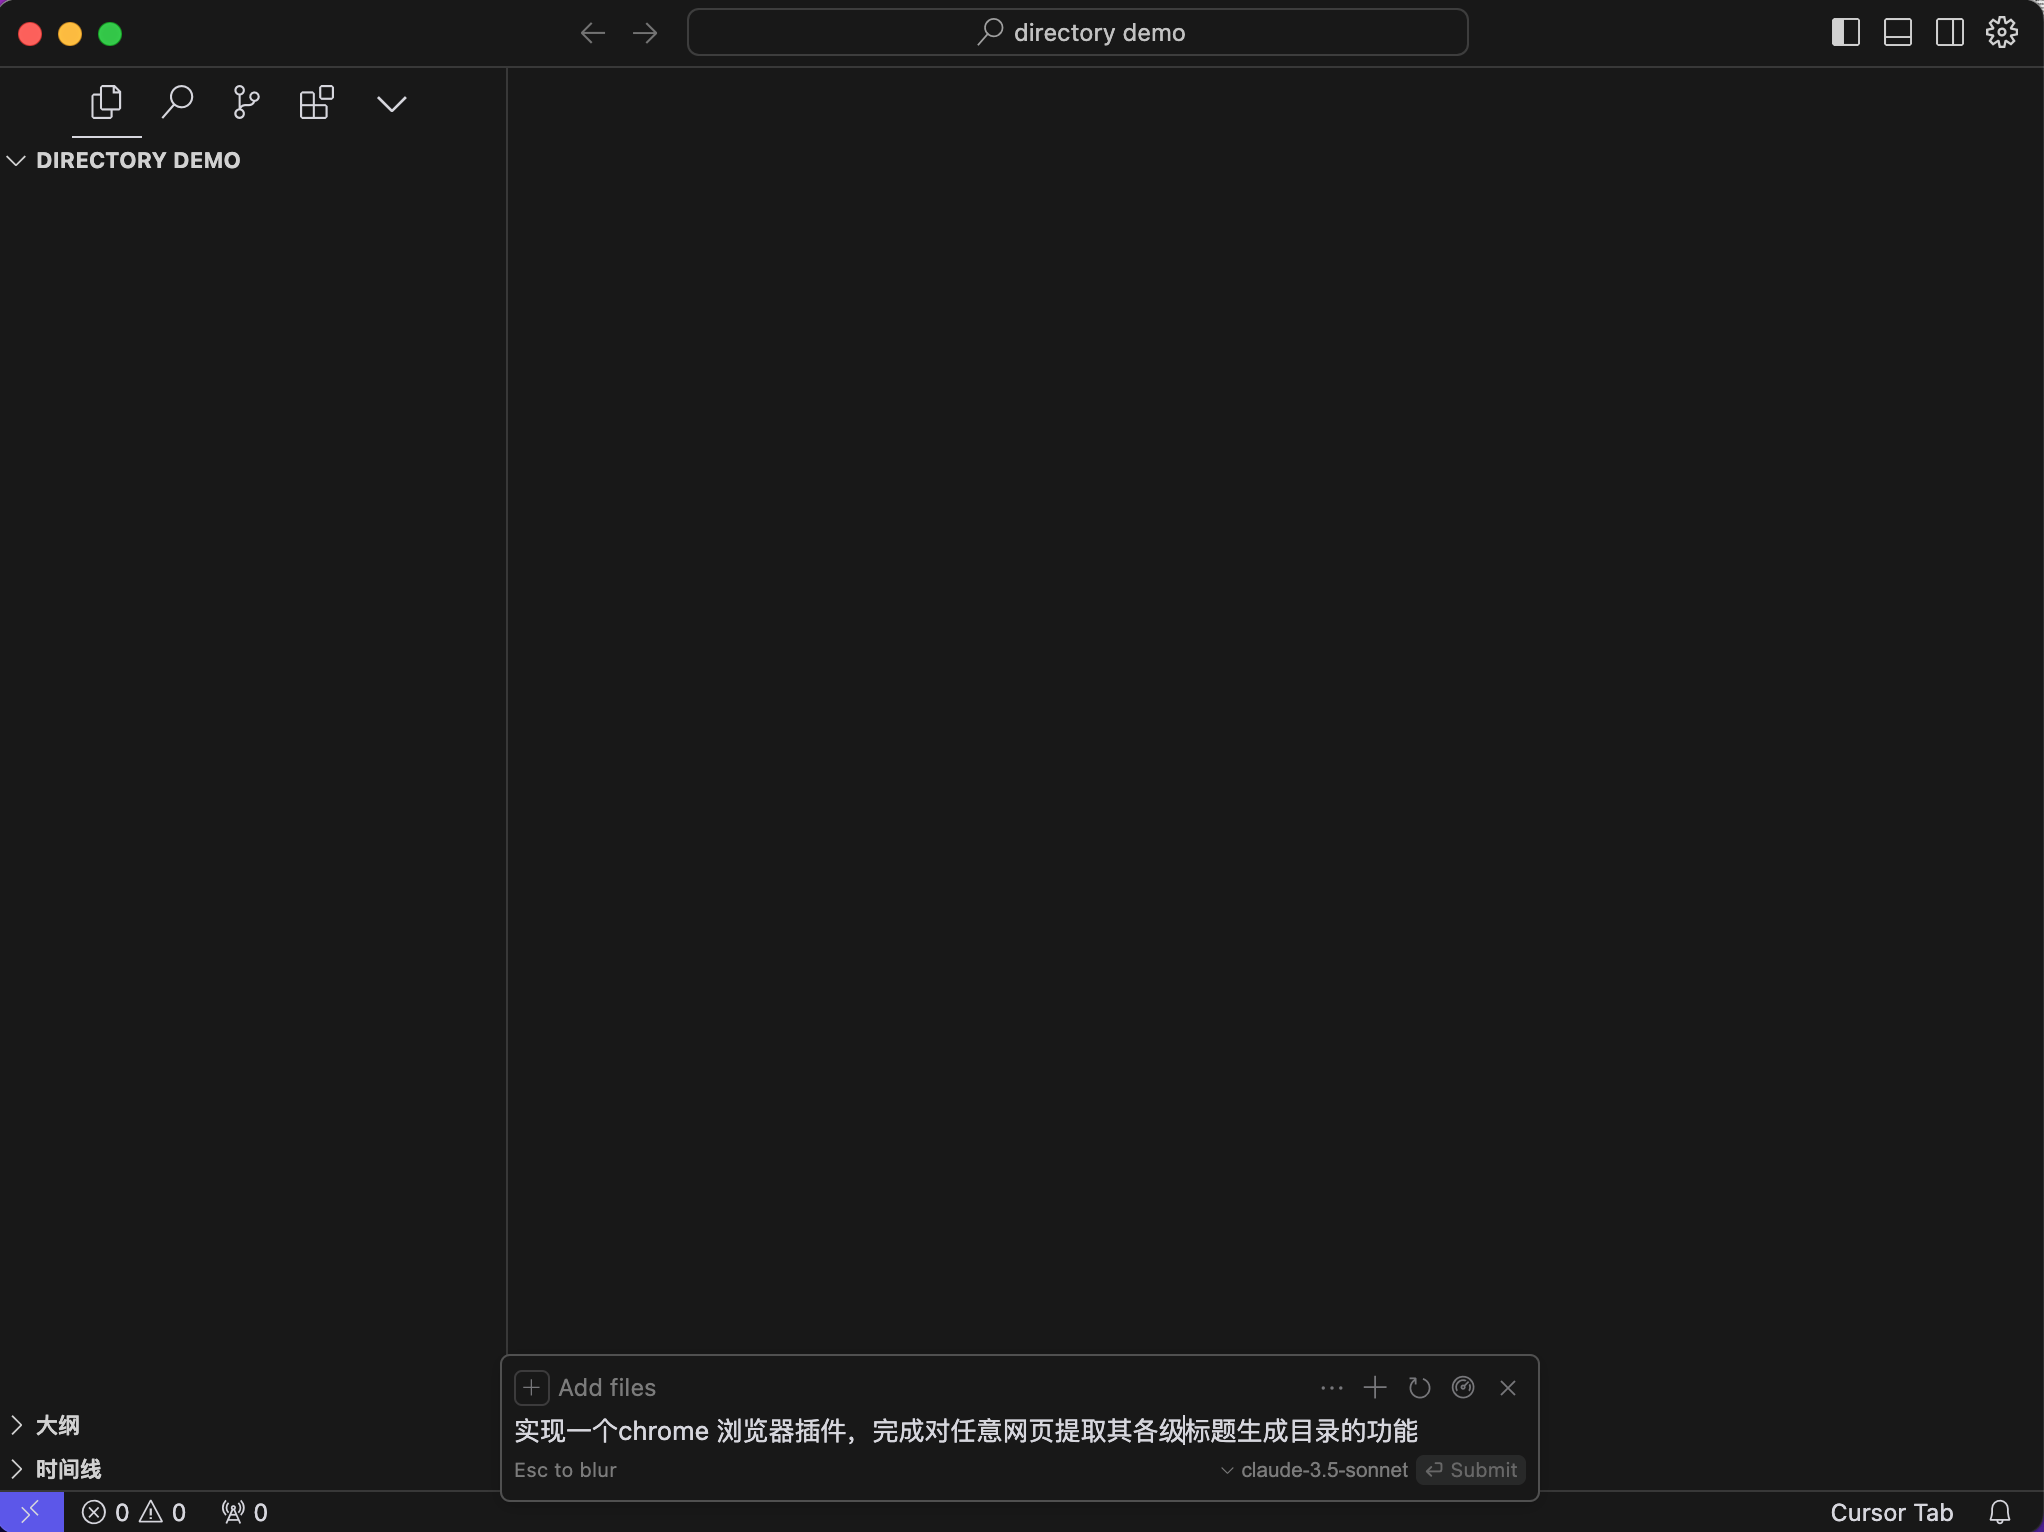 directory demo
DIRECTORY DEMO
Add files
实现一个chrome 浏览器插件，完成对任意网页提取其各级标题生成目录的功能
Esc to blur
claude-3.5-sonnet
Submit
大纲
时间线
0 0 0
Cursor Tab